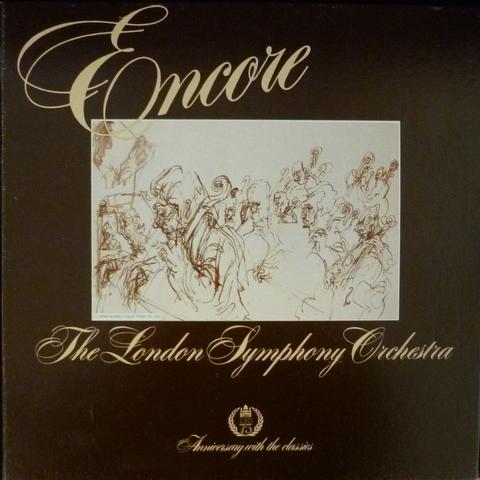 Encore
The London Symphony Orchestra
75
Anniversary with the classics